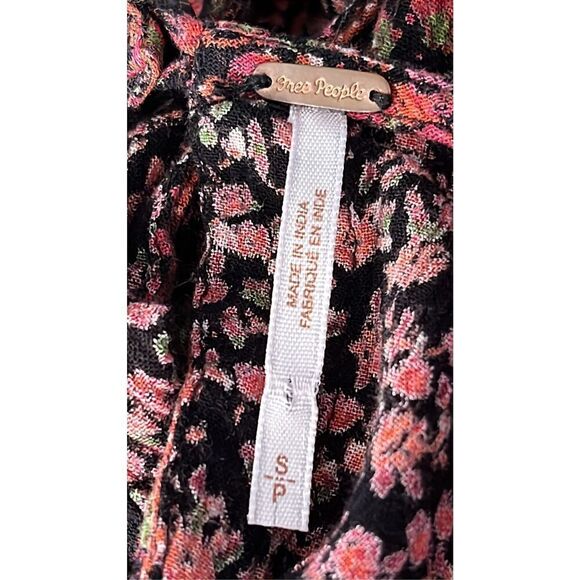 Free People
MADE IN INDIA
FABRIQUÉ EN INDE
S
P